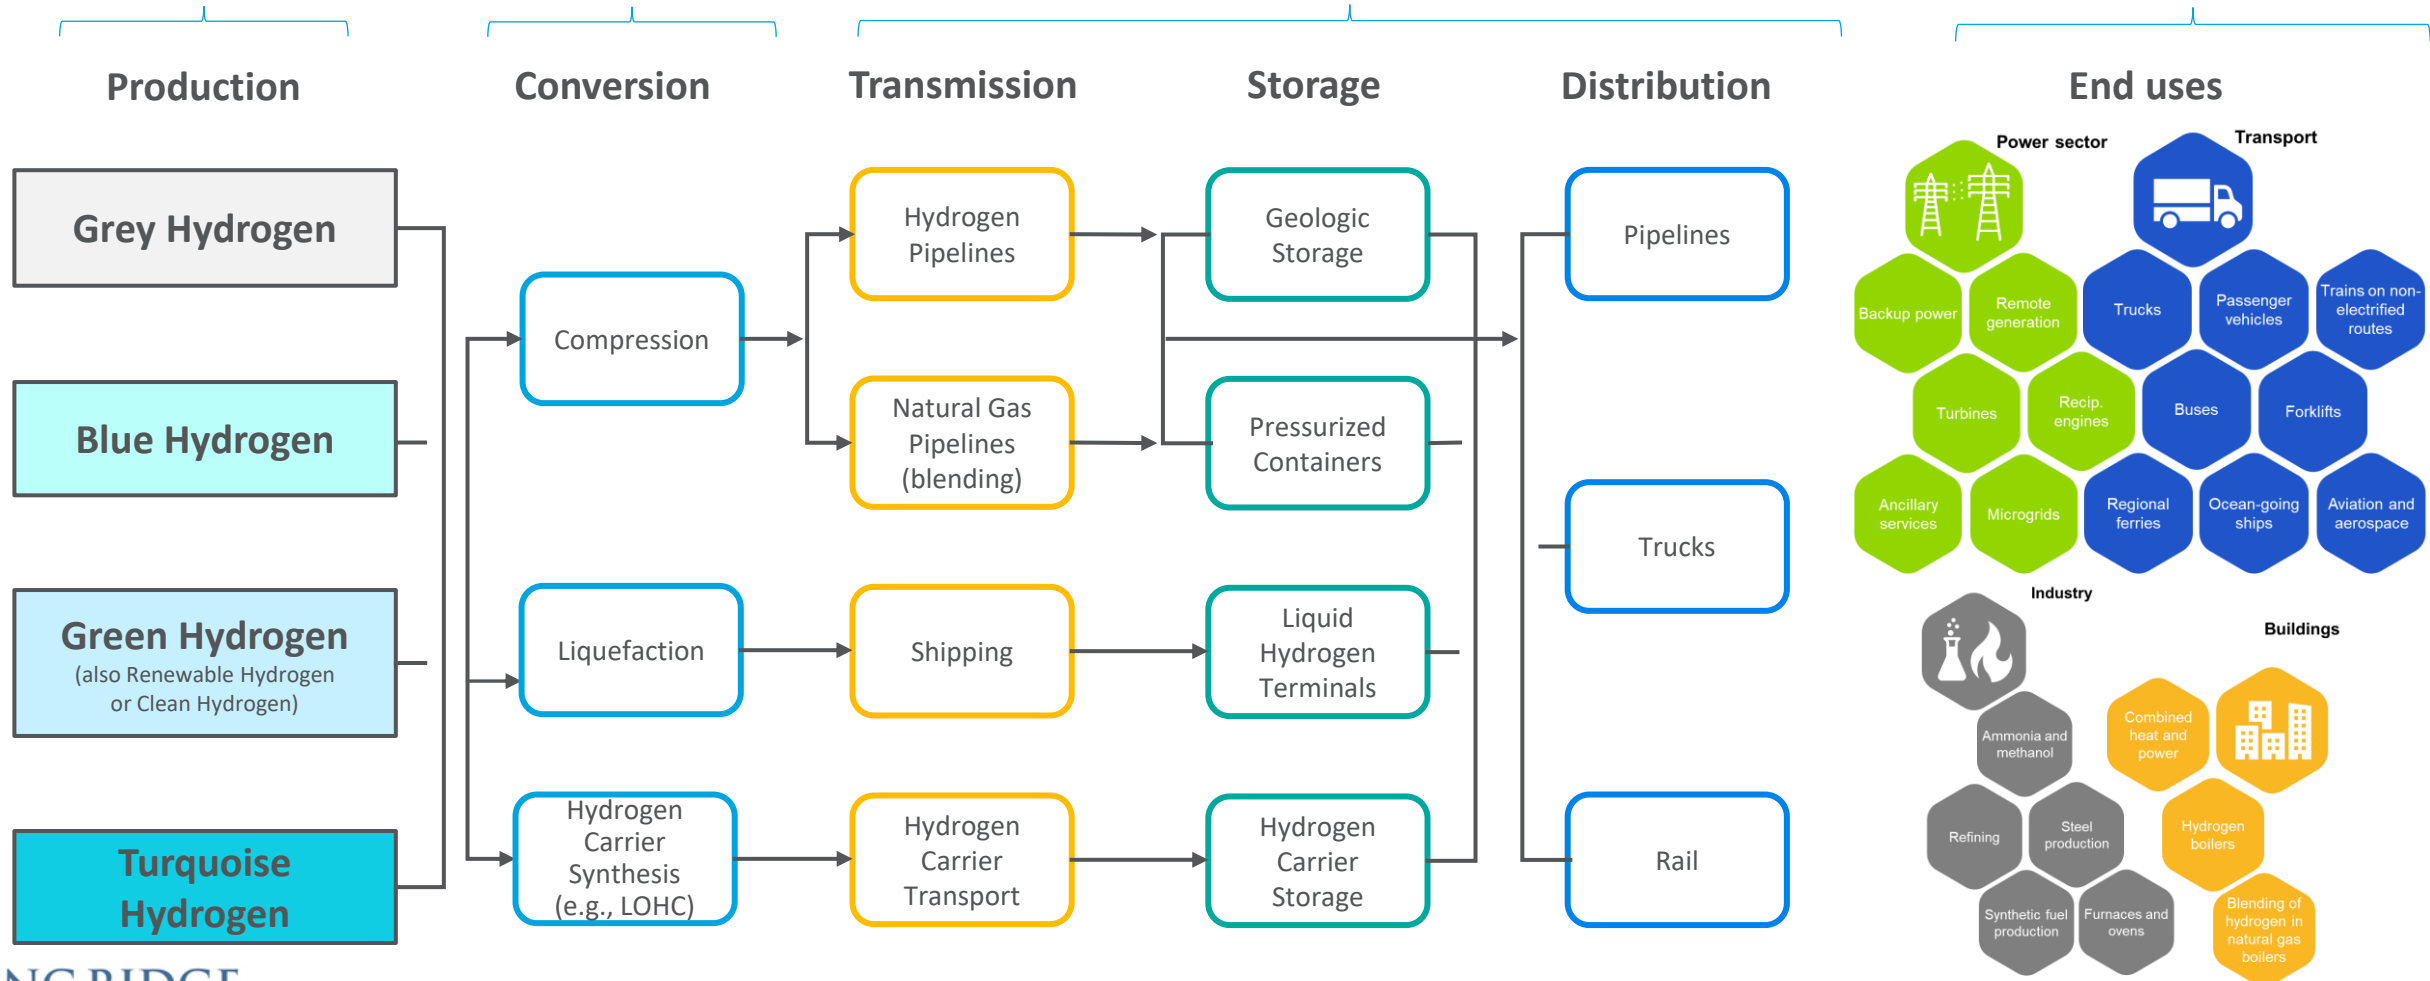 Production
Conversion
Transmission
Storage
Distribution
End uses
Grey Hydrogen
Blue Hydrogen
Green Hydrogen
(also Renewable Hydrogen
or Clean Hydrogen)
Turquoise
Hydrogen
Compression
Liquefaction
Hydrogen
Carrier
Synthesis
(e.g., LOHC)
Hydrogen
Pipelines
Natural Gas
Pipelines
(blending)
Shipping
Hydrogen
Carrier
Transport
Geologic
Storage
Pressurized
Containers
Liquid
Hydrogen
Terminals
Hydrogen
Carrier
Storage
Pipelines
Trucks
Rail
Power sector
Backup power
Remote
generation
Turbines
Recip.
engines
Ancillary
services
Microgrids
Transport
Trucks
Passenger
vehicles
Trains on non-
electrified
routes
Buses
Forklifts
Regional
ferries
Ocean-going
ships
Aviation and
aerospace
Industry
Ammonia and
methanol
Refining
Steel
production
Synthetic fuel
production
Furnaces and
ovens
Buildings
Combined
heat and
power
Hydrogen
boilers
Blending of
hydrogen in
natural gas
boilers